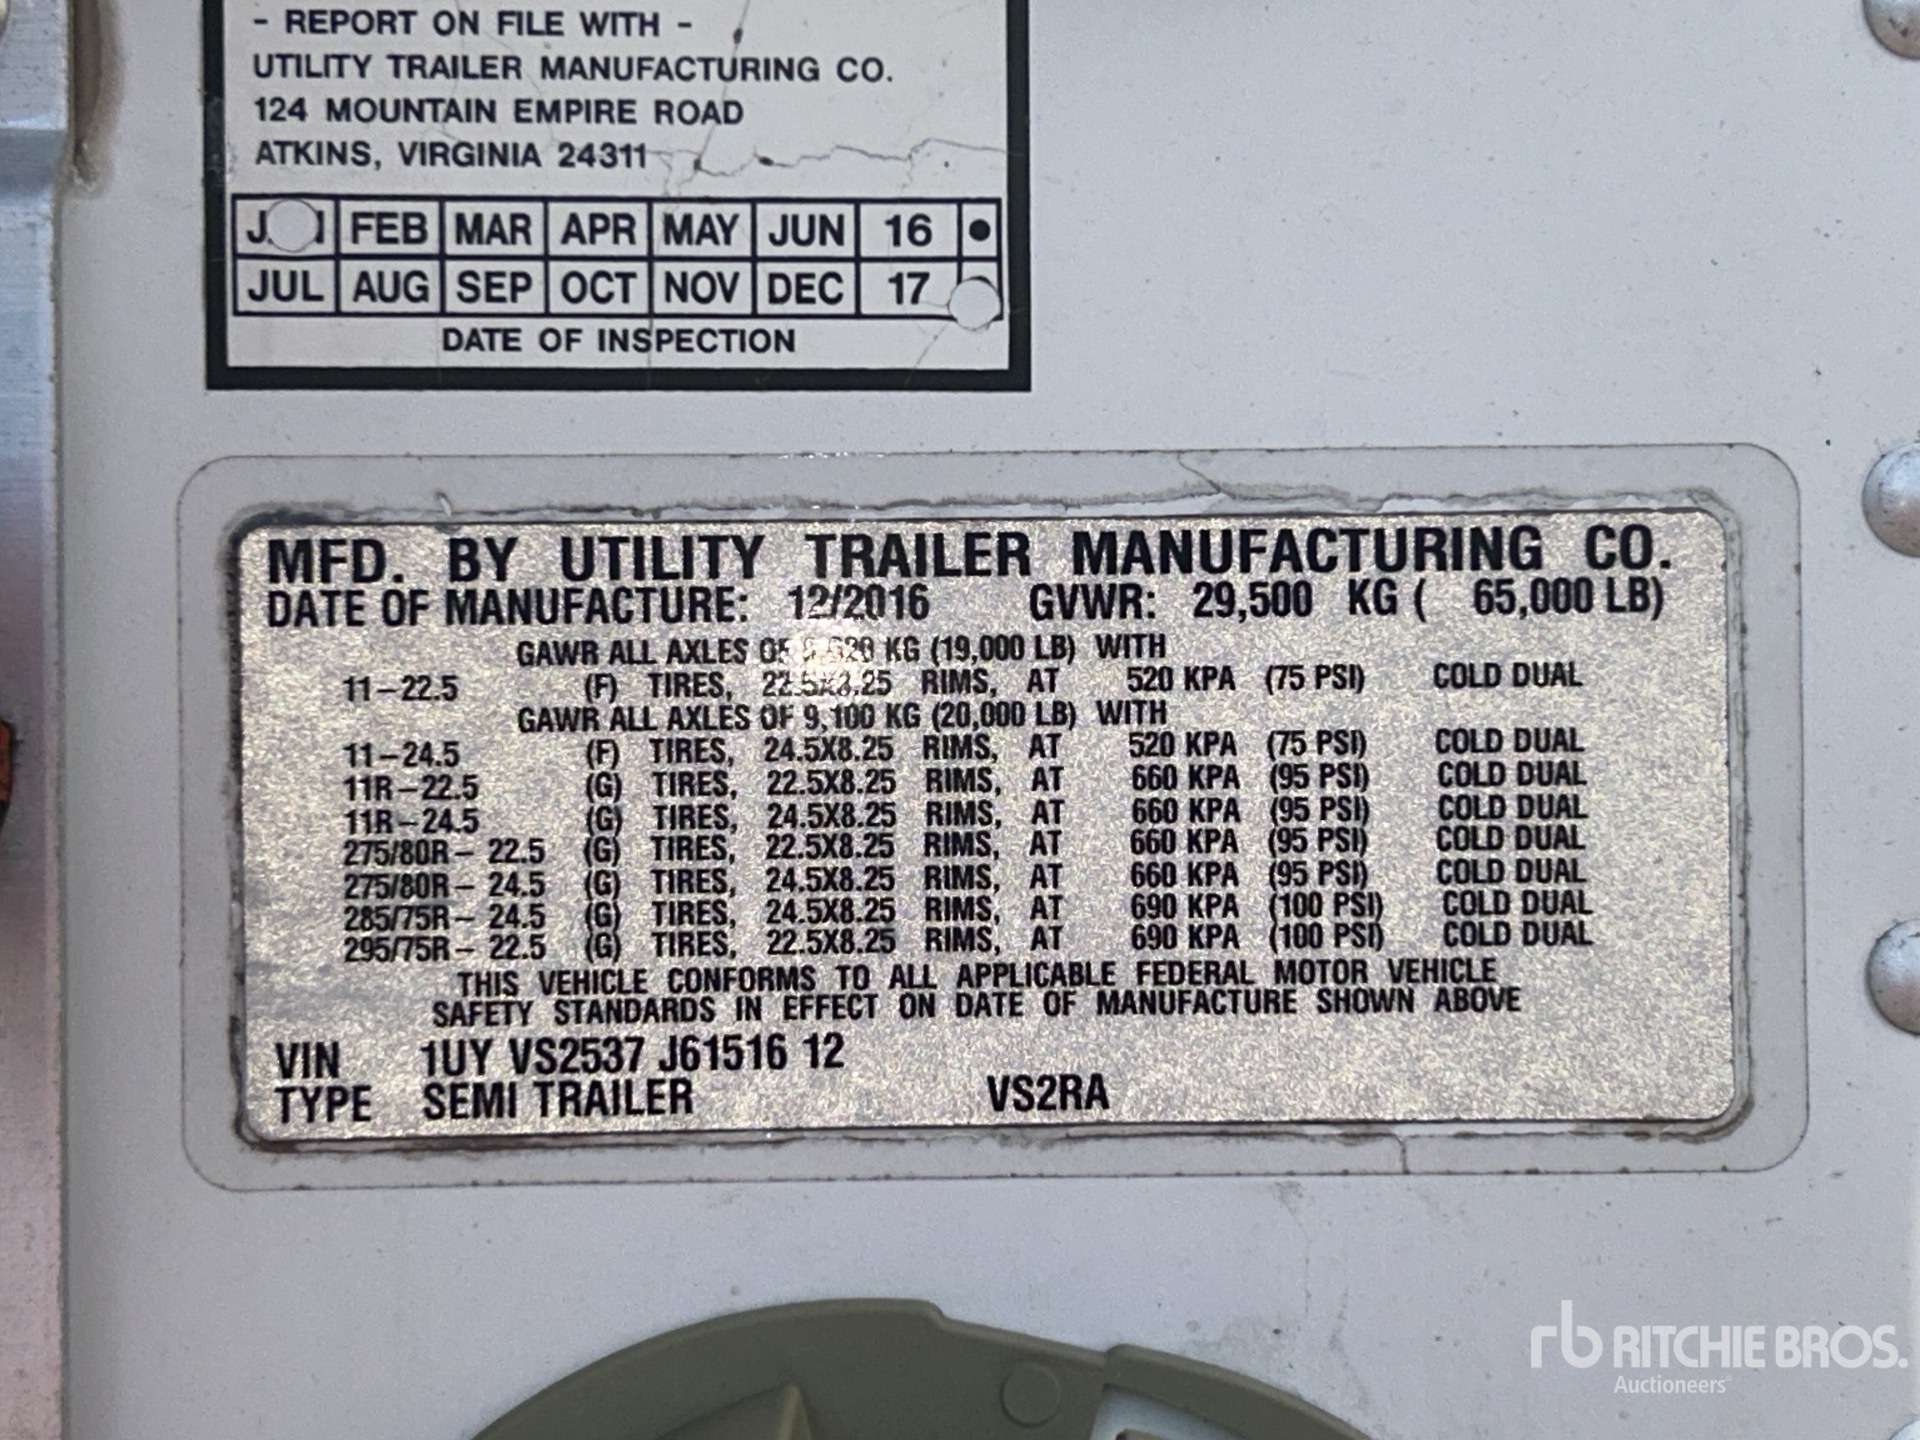 - REPORT ON FILE WITH -
UTILITY TRAILER MANUFACTURING CO.
124 MOUNTAIN EMPIRE ROAD
ATKINS, VIRGINIA 24311
FEB MAR APR MAY JUN 16 •
JUL AUG SEP OCT NOV DEC 17
DATE OF INSPECTION
MFD. BY UTILITY TRAILER MANUFACTURING CO.
DATE OF MANUFACTURE: 12/2016 GVWR: 29,500 KG ( 65,000 LB)
GAWR ALL AXLES OF KG (19,000 LB) WITH
11-22.5 (F) TIRES, 22.5X8.25 RIMS, AT 520 KPA (75 PSI) COLD DUAL
GAWR ALL AXLES OF 9,100 KG (20,000 LB) WITH
11-24.5 (F) TIRES, 24.5X8.25 RIMS, AT 520 KPA (75 PSI) COLD DUAL
11R-22.5 (G) TIRES, 22.5X8.25 RIMS, AT 660 KPA (95 PSI) COLD DUAL
11R-24.5 (G) TIRES, 24.5X8.25 RIMS, AT 660 KPA (95 PSI) COLD DUAL
275/80R- 22.5 (G) TIRES, 22.5X8.25 RIMS, AT 660 KPA (95 PSI) COLD DUAL
275/80R- 24.5 (G) TIRES, 24.5X8.25 RIMS, AT 660 KPA (95 PSI) COLD DUAL
285/75R- 24.5 (G) TIRES, 24.5X8.25 RIMS, AT 690 KPA (100 PSI) COLD DUAL
295/75R- 22.5 (G) TIRES, 22.5X8.25 RIMS, AT 690 KPA (100 PSI) COLD DUAL
THIS VEHICLE CONFORMS TO ALL APPLICABLE FEDERAL MOTOR VEHICLE
SAFETY STANDARDS IN EFFECT ON DATE OF MANUFACTURE SHOWN ABOVE
VIN 1UY VS2537 J61516 12
TYPE SEMI TRAILER VS2RA
rb RITCHIE BROS.
Auctioneers